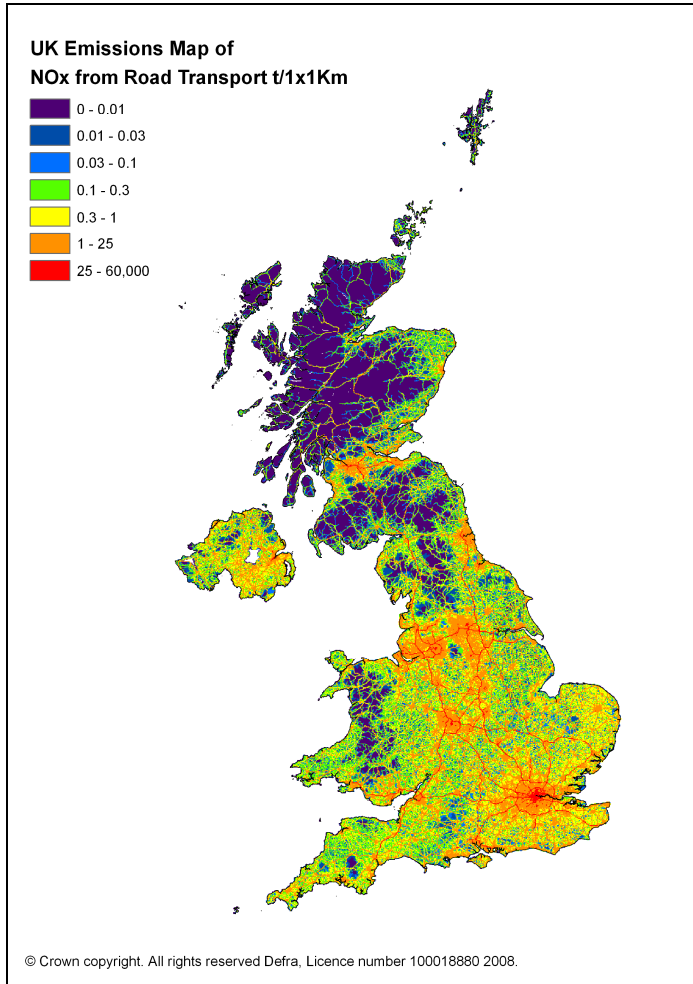 UK Emissions Map of
NOx from Road Transport t/1x1Km
0 - 0.01
0.01 - 0.03
0.03 - 0.1
0.1 - 0.3
0.3 - 1
1 - 25
25 - 60,000
© Crown copyright. All rights reserved Defra, Licence number 100018880 2008.